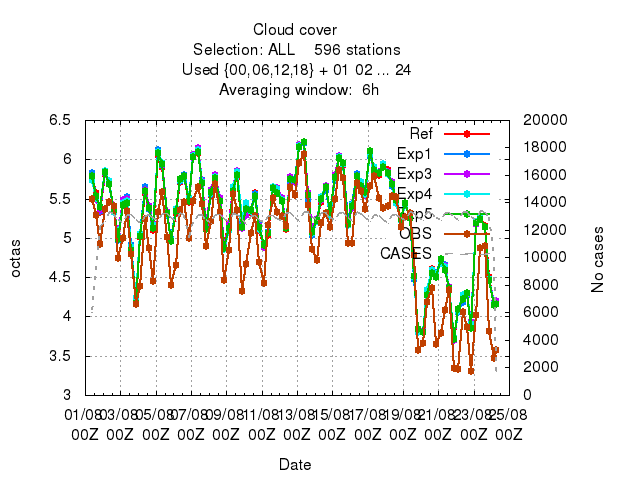 Cloud cover
Selection: ALL    596 stations
Used {00,06,12,18} + 01 02 ... 24
Averaging window:  6h
6.5
6
5.5
5
4.5
4
3.5
3
octas
20000
18000
16000
14000
12000
10000
8000
6000
4000
2000
0
No cases
Ref
Exp1
Exp3
Exp4
Exp5
OBS
CASES
01/08 03/08 05/08 07/08 09/08 11/08 13/08 15/08 17/08 19/08 21/08 23/08 25/08
00Z 00Z 00Z 00Z 00Z 00Z 00Z 00Z 00Z 00Z 00Z 00Z 00Z
Date